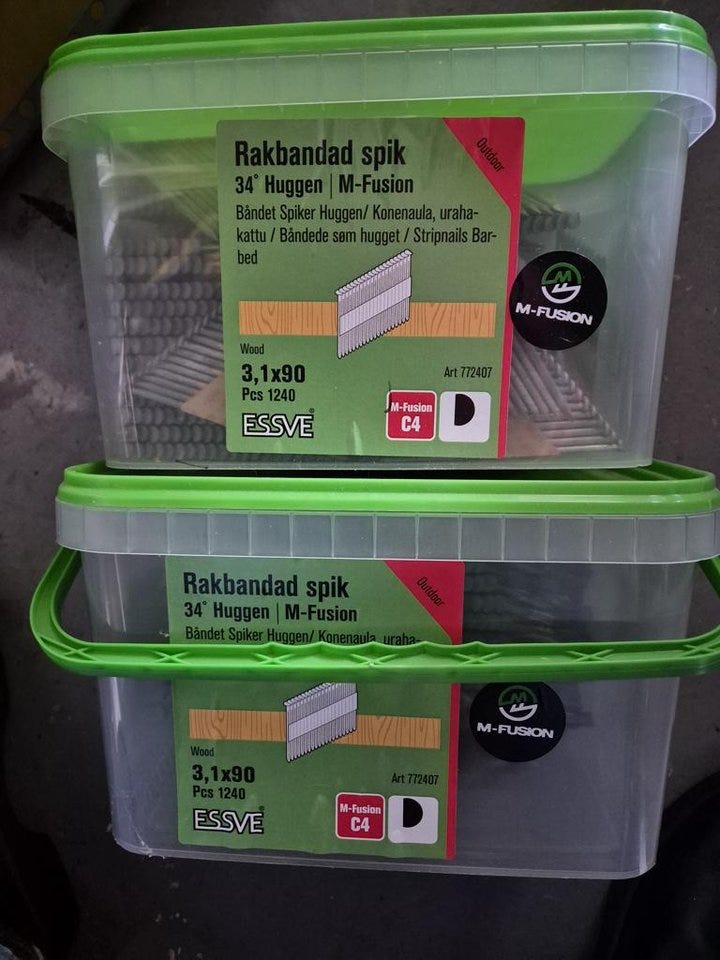 Rakbandad spik
34° Huggen | M-Fusion
Båndet Spiker Huggen/ Konenaula, uraha-
kattu / Båndede søm hugget / Stripnails Bar-
bed
Outdoor
M-FUSION
Wood
3,1x90
Pcs 1240
Art 772407
ESSVE®
M-Fusion
C4
Rakbandad spik
34° Huggen | M-Fusion
Båndet Spiker Huggen/ Konenaula, uraha-
Outdoor
M-FUSION
Wood
3,1x90
Pcs 1240
Art 772407
ESSVE®
M-Fusion
C4